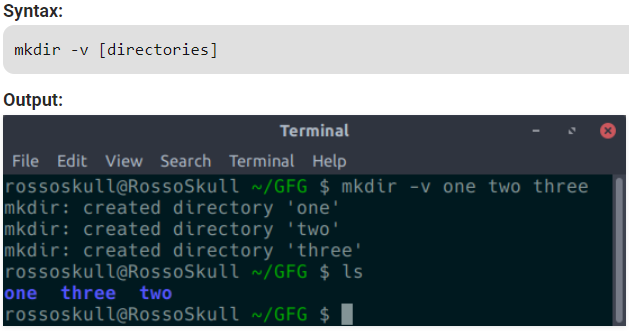 Syntax:
mkdir -v [directories]
Output:
Terminal
File Edit View Search Terminal Help
rossoskull@RossoSkull ~/GFG $ mkdir -v one two three
mkdir: created directory 'one'
mkdir: created directory 'two'
mkdir: created directory 'three'
rossoskull@RossoSkull ~/GFG $ ls
one three two
rossoskull@RossoSkull ~/GFG $